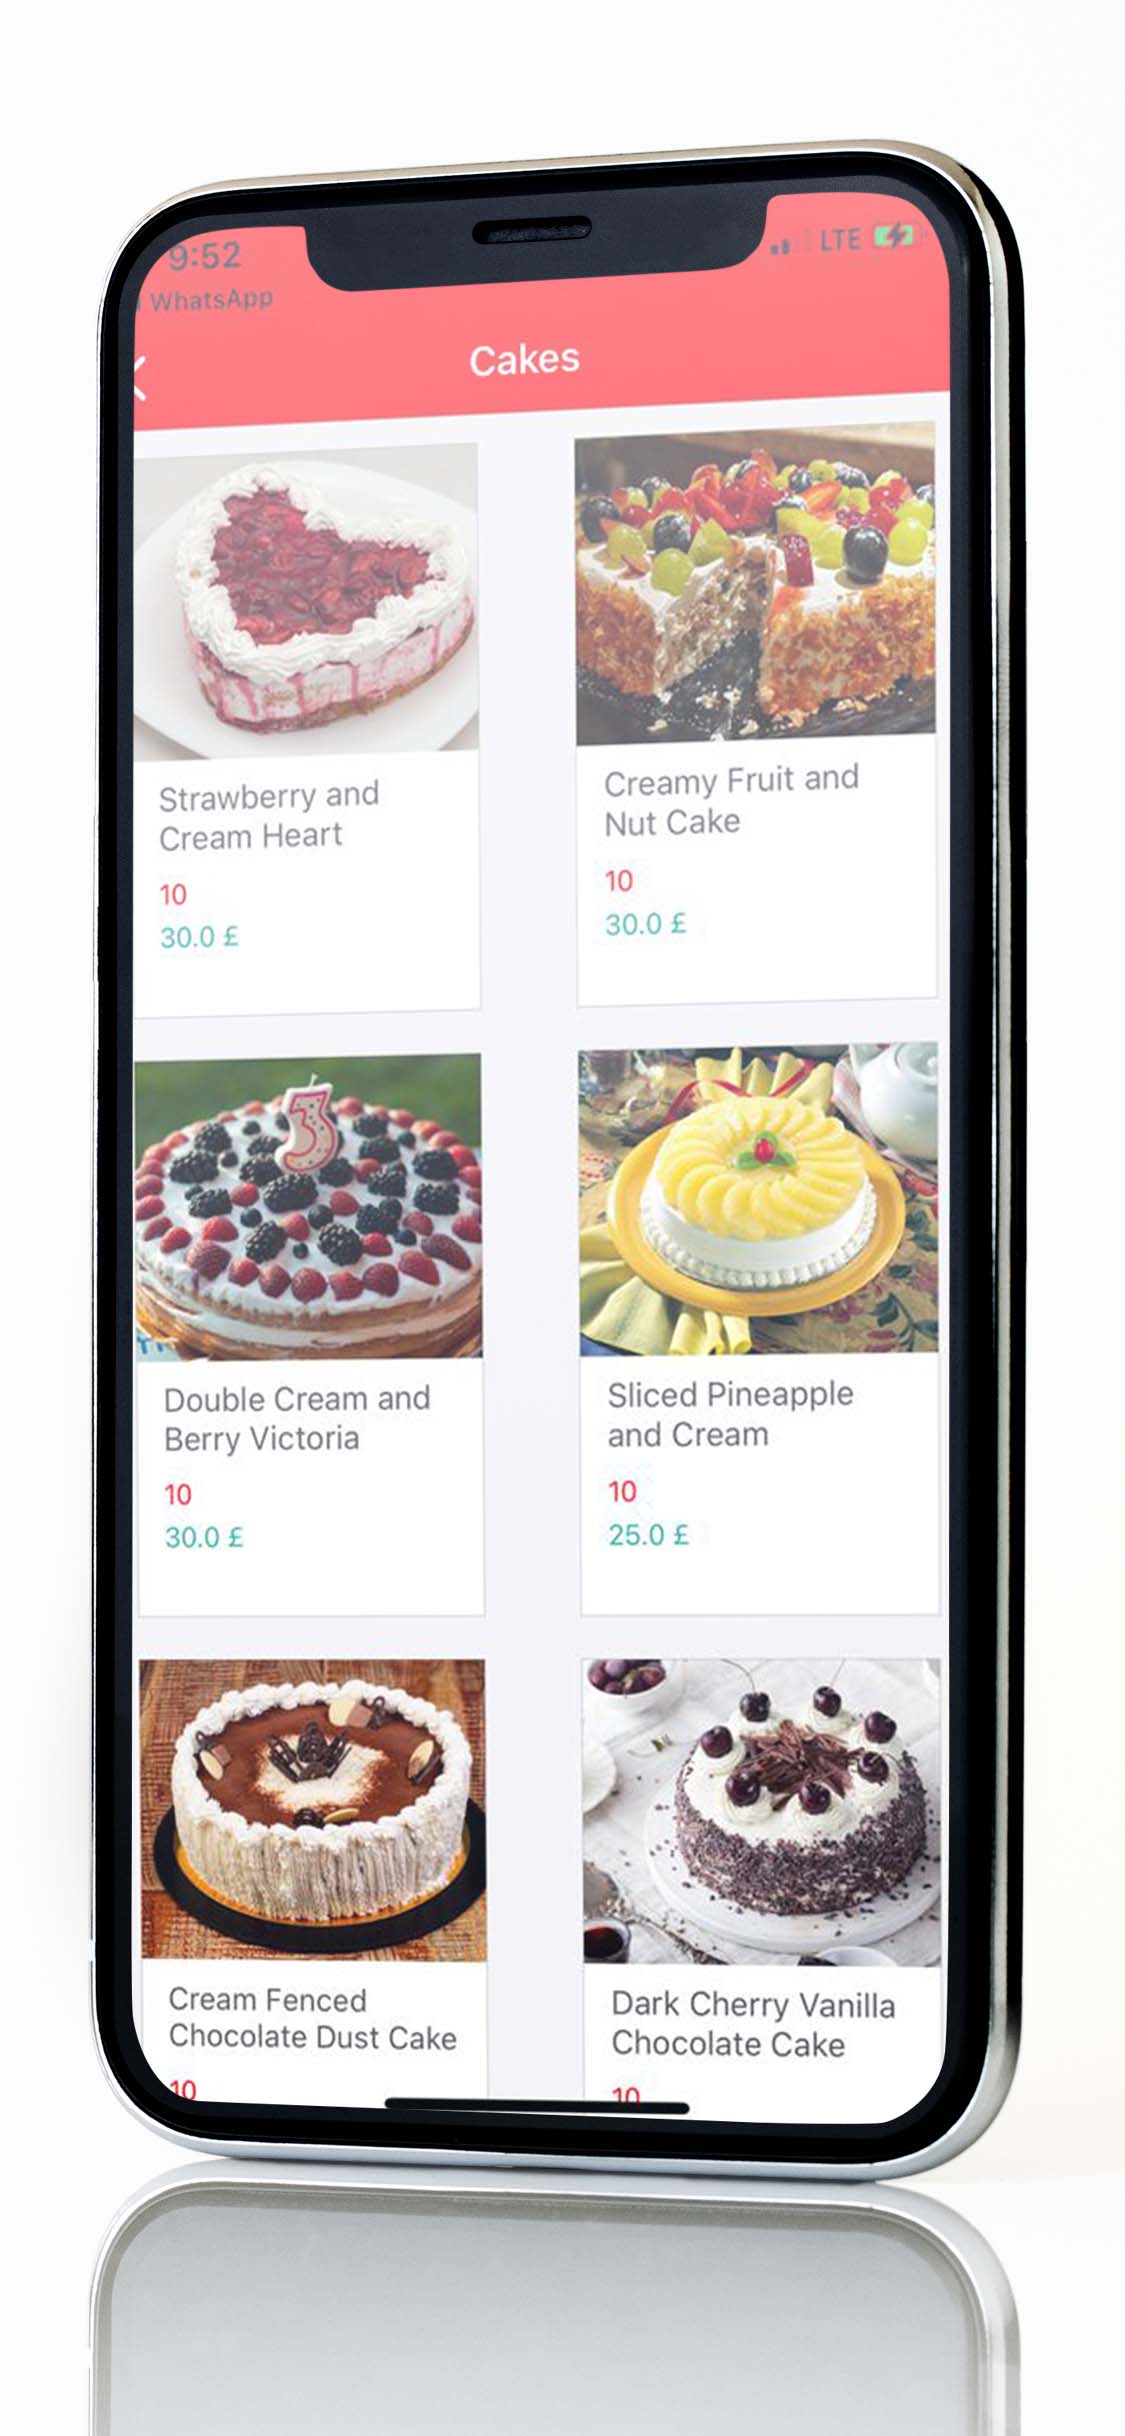 9:52
LTE
WhatsApp
Cakes
Strawberry and
Cream Heart
10
30.0 £
Creamy Fruit and
Nut Cake
10
30.0 £
3
Double Cream and
Berry Victoria
10
30.0 £
Sliced Pineapple
and Cream
10
25.0 £
Cream Fenced
Chocolate Dust Cake
10
Dark Cherry Vanilla
Chocolate Cake
10